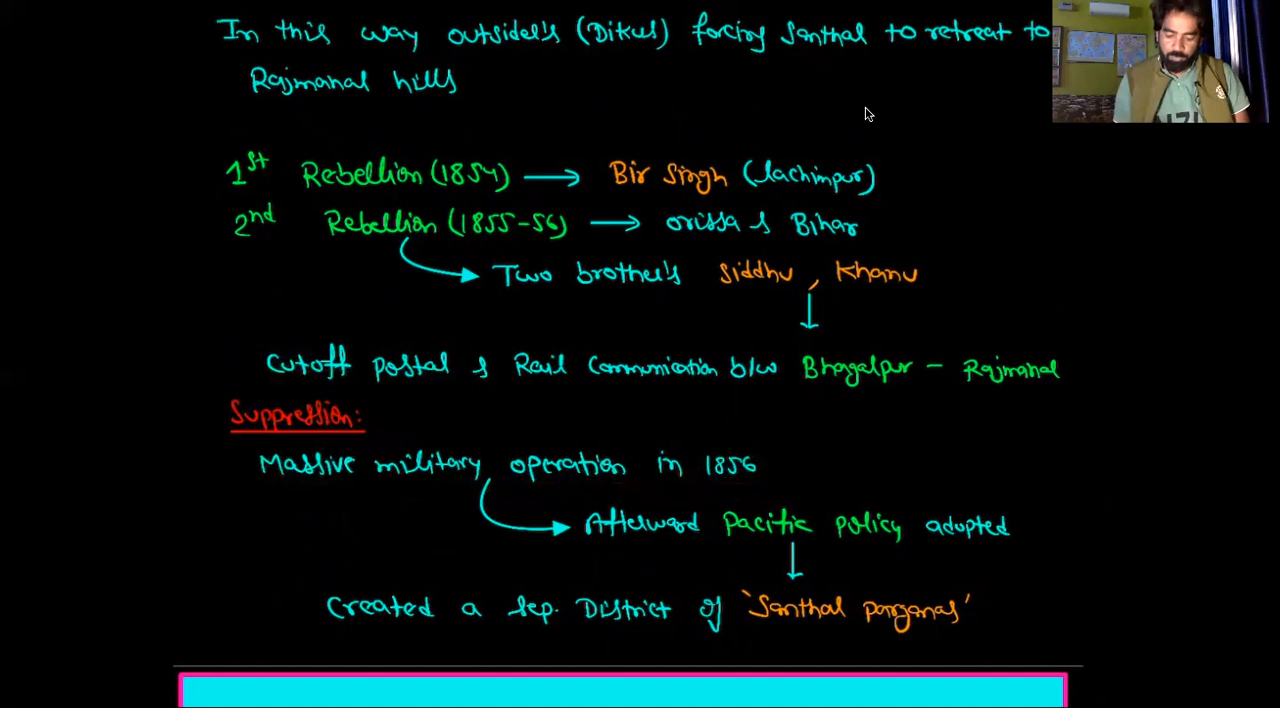 In this way outsider's (Dikus) forcing Santhal to retreat to
Rajmahal hills
1st Rebellion (1854) → Bir Singh (lachimpur)
2nd Rebellion (1855-56) → orissa & Bihar
Two brother's Siddhu, Khanu
Cutoff postal & Rail Communication b/w Bhagalpur - Rajmahal
Suppression:
Massive military operation in 1856
Afterward Pacific policy adopted
Created a sep. District of 'Santhal parganas'